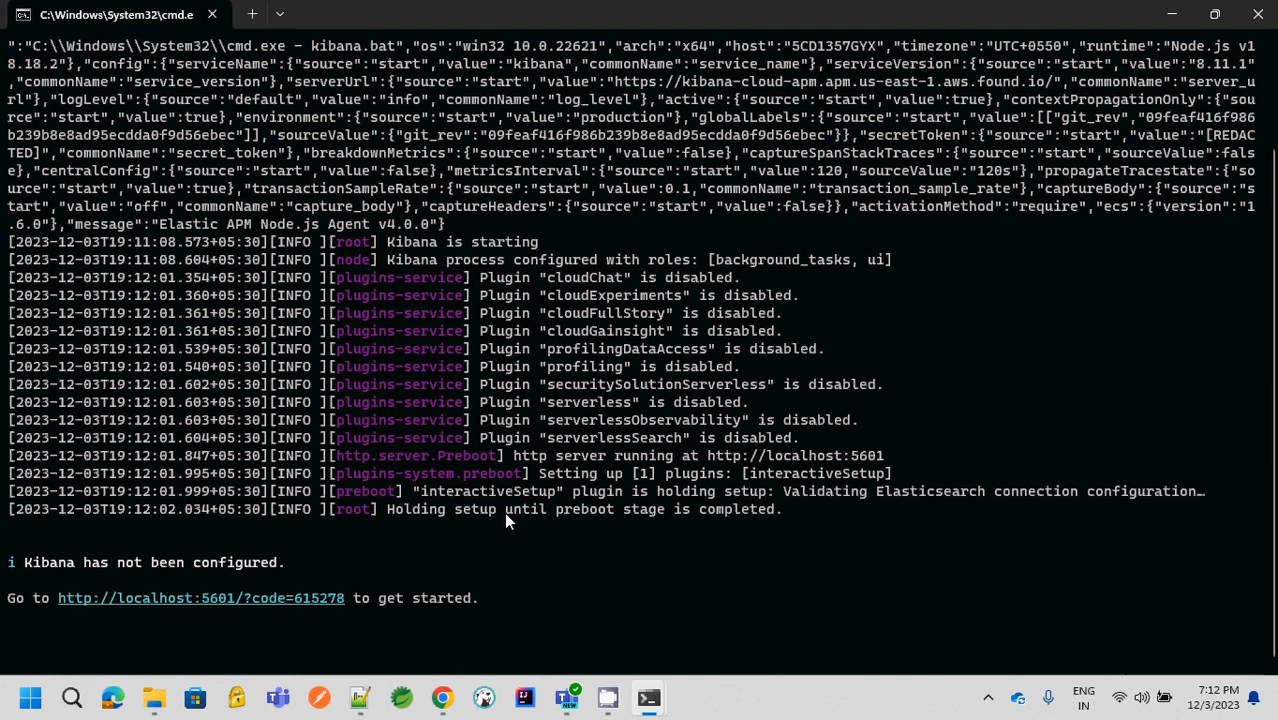 C:\Windows\System32\cmd.e
":"C:\\Windows\\System32\\cmd.exe - kibana.bat","os":"win32 10.0.22621","arch":"x64","host":"5CD1357GYX","timezone":"UTC+0550","runtime":"Node.js v1
8.18.2"},"config":{"serviceName":{"source":"start","value":"kibana","commonName":"service_name"},"serviceVersion":{"source":"start","value":"8.11.1"
,"commonName":"service_version"},"serverUrl":{"source":"start","value":"https://kibana-cloud-apm.apm.us-east-1.aws.found.io/","commonName":"server_u
rl"},"logLevel":{"source":"default","value":"info","commonName":"log_level"},"active":{"source":"start","value":true},"contextPropagationOnly":{"sou
rce":"start","value":true},"environment":{"source":"start","value":"production"},"globalLabels":{"source":"start","value":[["git_rev","09feaf416f986
b239b8e8ad95ecdda0f9d56ebec"]],"sourceValue":{"git_rev":"09feaf416f986b239b8e8ad95ecdda0f9d56ebec"}},"secretToken":{"source":"start","value":"[REDAC
TED]","commonName":"secret_token"},"breakdownMetrics":{"source":"start","value":false},"captureSpanStackTraces":{"source":"start","sourceValue":fals
e},"centralConfig":{"source":"start","value":false},"metricsInterval":{"source":"start","value":120,"sourceValue":"120s"},"propagateTracestate":{"so
urce":"start","value":true},"transactionSampleRate":{"source":"start","value":0.1,"commonName":"transaction_sample_rate"},"captureBody":{"source":"s
tart","value":"off","commonName":"capture_body"},"captureHeaders":{"source":"start","value":false}},"activationMethod":"require","ecs":{"version":"1
.6.0"},"message":"Elastic APM Node.js Agent v4.0.0"}
[2023-12-03T19:11:08.573+05:30][INFO ][root] Kibana is starting
[2023-12-03T19:11:08.604+05:30][INFO ][node] Kibana process configured with roles: [background_tasks, ui]
[2023-12-03T19:12:01.354+05:30][INFO ][plugins-service] Plugin "cloudChat" is disabled.
[2023-12-03T19:12:01.360+05:30][INFO ][plugins-service] Plugin "cloudExperiments" is disabled.
[2023-12-03T19:12:01.361+05:30][INFO ][plugins-service] Plugin "cloudFullStory" is disabled.
[2023-12-03T19:12:01.361+05:30][INFO ][plugins-service] Plugin "cloudGainsight" is disabled.
[2023-12-03T19:12:01.539+05:30][INFO ][plugins-service] Plugin "profilingDataAccess" is disabled.
[2023-12-03T19:12:01.540+05:30][INFO ][plugins-service] Plugin "profiling" is disabled.
[2023-12-03T19:12:01.602+05:30][INFO ][plugins-service] Plugin "securitySolutionServerless" is disabled.
[2023-12-03T19:12:01.603+05:30][INFO ][plugins-service] Plugin "serverless" is disabled.
[2023-12-03T19:12:01.603+05:30][INFO ][plugins-service] Plugin "serverlessObservability" is disabled.
[2023-12-03T19:12:01.604+05:30][INFO ][plugins-service] Plugin "serverlessSearch" is disabled.
[2023-12-03T19:12:01.847+05:30][INFO ][http.server.Preboot] http server running at http://localhost:5601
[2023-12-03T19:12:01.995+05:30][INFO ][plugins-system.preboot] Setting up [1] plugins: [interactiveSetup]
[2023-12-03T19:12:01.999+05:30][INFO ][preboot] "interactiveSetup" plugin is holding setup: Validating Elasticsearch connection configuration…
[2023-12-03T19:12:02.034+05:30][INFO ][root] Holding setup until preboot stage is completed.
i Kibana has not been configured.
Go to http://localhost:5601/?code=615278 to get started.
ENG
IN
7:12 PM
12/3/2023